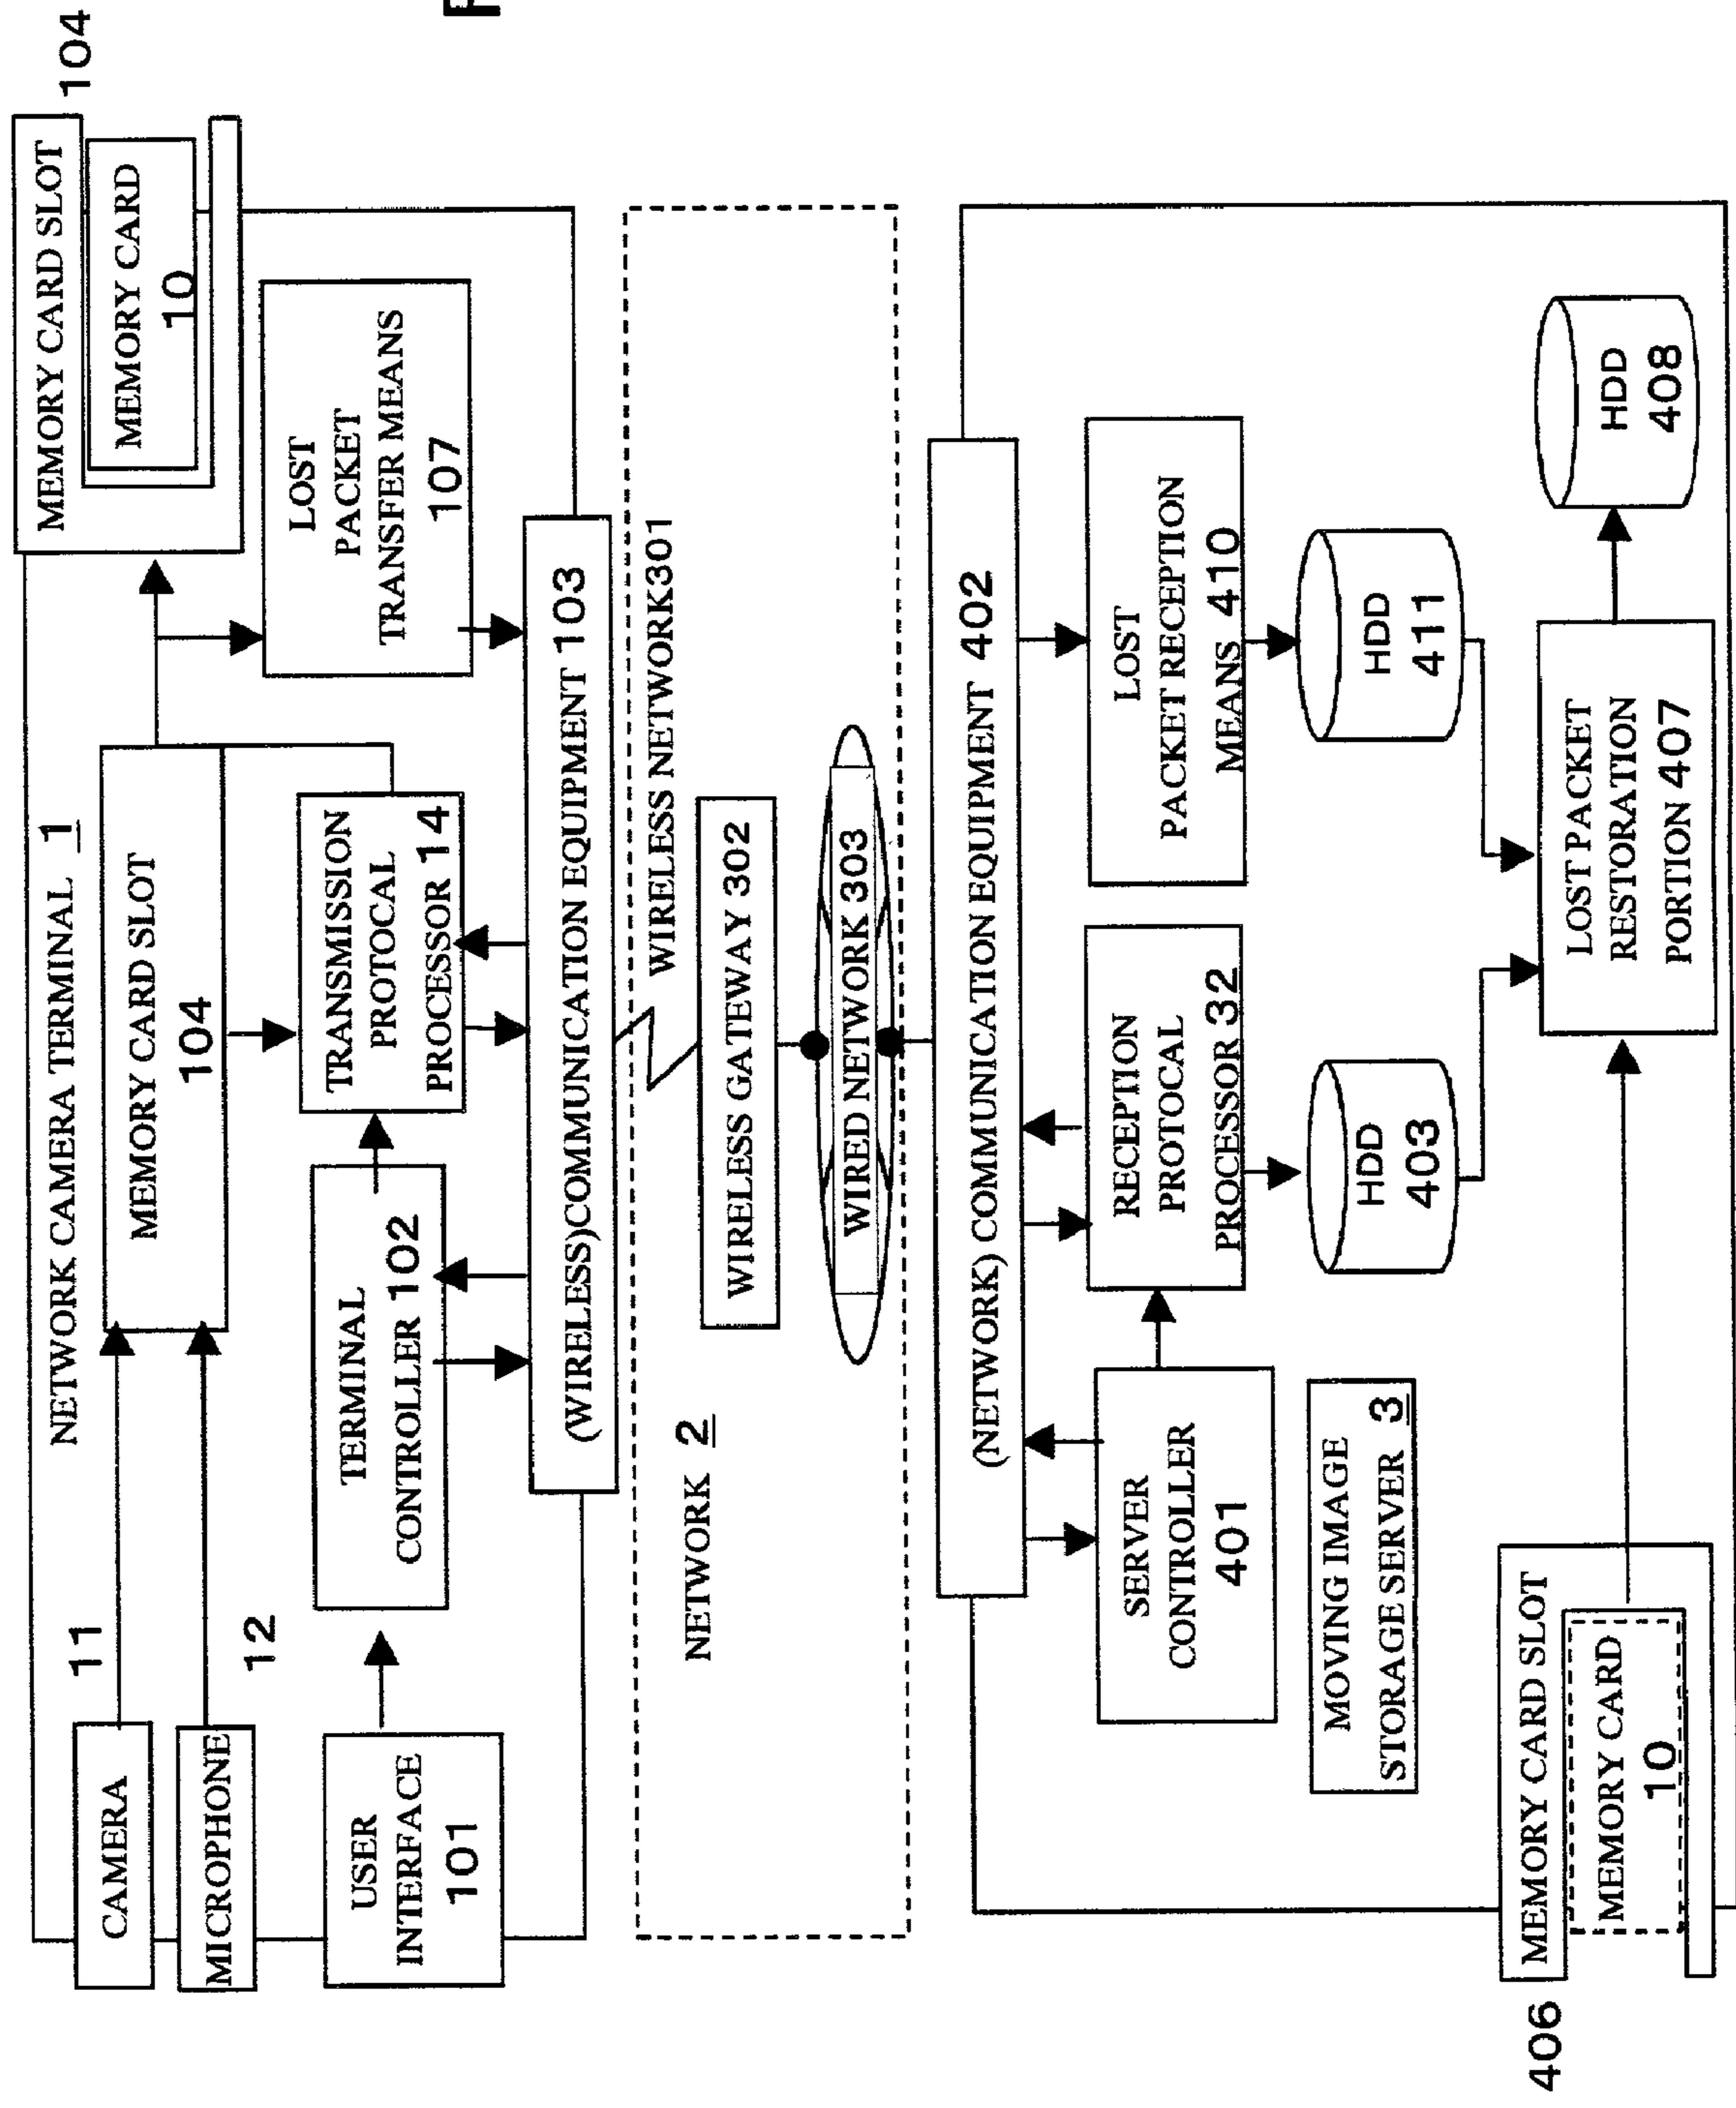 104
MEMORY CARD SLOT
MEMORY CARD
10
NETWORK CAMERA TERMINAL 1
11
CAMERA
12
MICROPHONE
MEMORY CARD SLOT
104
USER
INTERFACE
101
TERMINAL
CONTROLLER 102
TRANSMISSION
PROTOCAL
PROCESSOR 14
LOST
PACKET
TRANSFER MEANS
107
(WIRELESS)COMMUNICATION EQUIPMENT 103
WIRELESS NETWORK301
NETWORK 2
WIRELESS GATEWAY 302
WIRED NETWORK 303
(NETWORK) COMMUNICATION EQUIPMENT 402
SERVER
CONTROLLER
401
RECEPTION
PROTOCAL
PROCESSOR 32
LOST
PACKET RECEPTION
MEANS 410
MOVING IMAGE
STORAGE SERVER 3
HDD
403
HDD
411
HDD
408
LOST PACKET
RESTORATION
PORTION 407
MEMORY CARD SLOT
MEMORY CARD
10
406